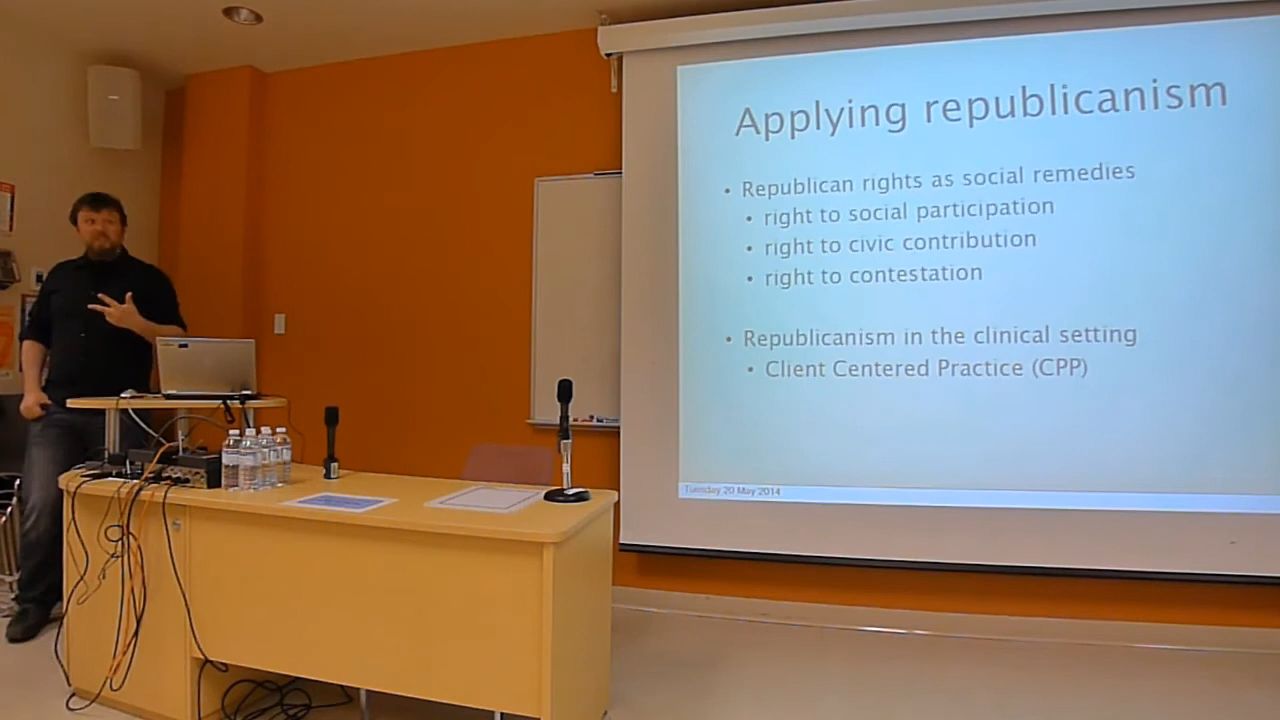 Applying republicanism
• Republican rights as social remedies
• right to social participation
• right to civic contribution
• right to contestation
• Republicanism in the clinical setting
• Client Centered Practice (CPP)
Tuesday 20 May 2014